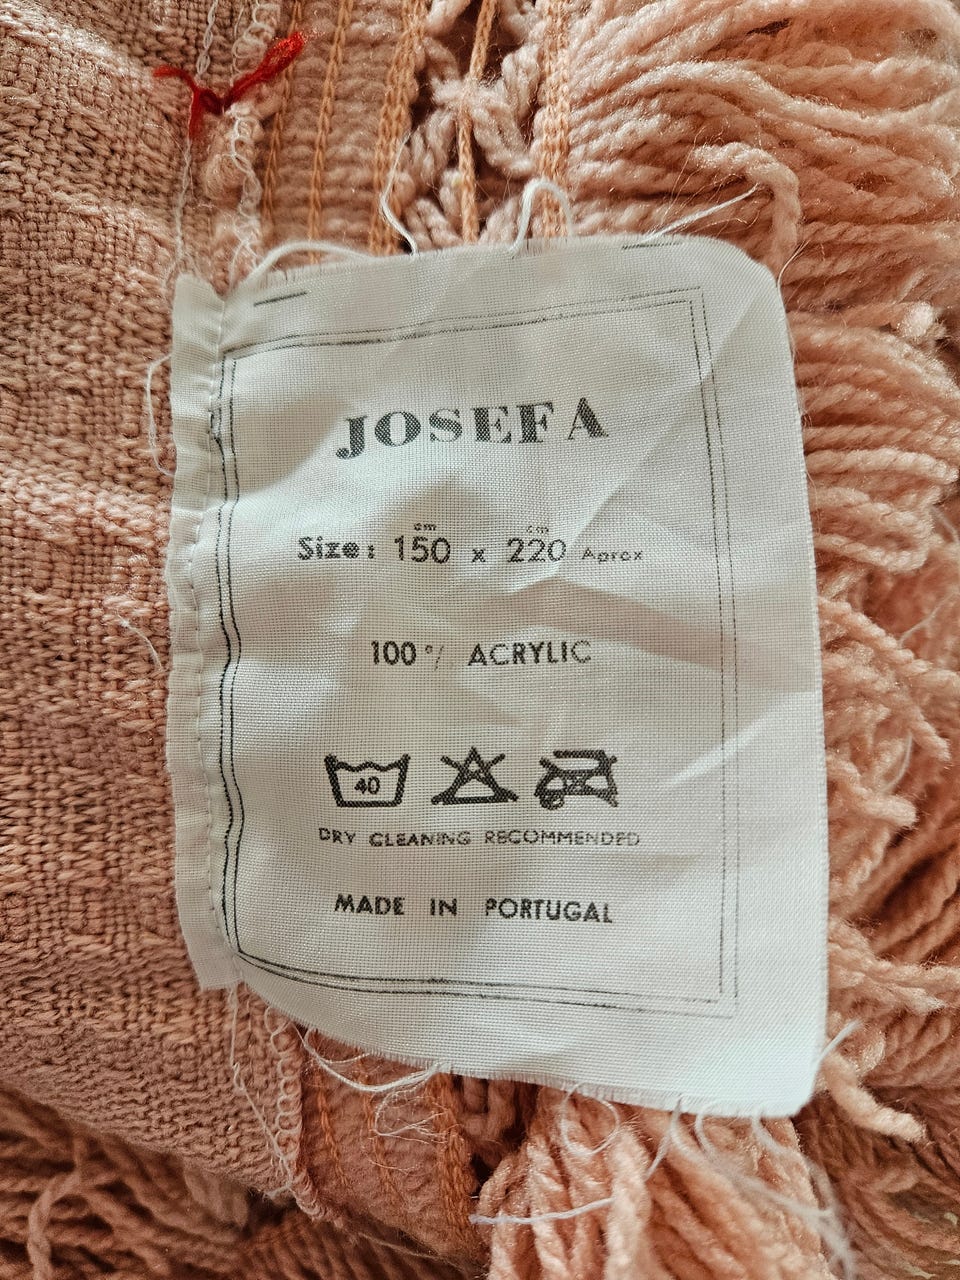 JOSEFA
cm cm
Size: 150 x 220 Aprox
100% ACRYLIC
40
DRY CLEANING RECOMMENDED
MADE IN PORTUGAL